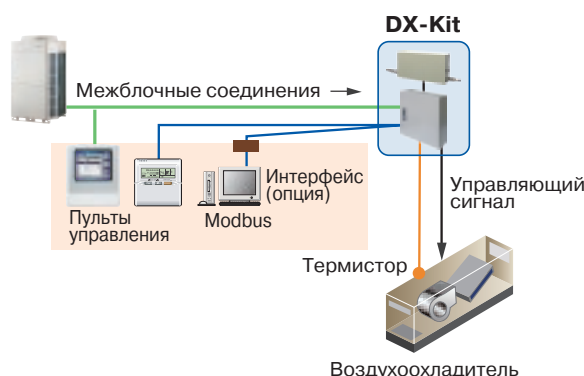 DX-Kit
Межблочные соединения
Управляющий
сигнал
Интерфейс
(опция)
Modbus
Пульты
управления
Термистор
Воздухоохладитель